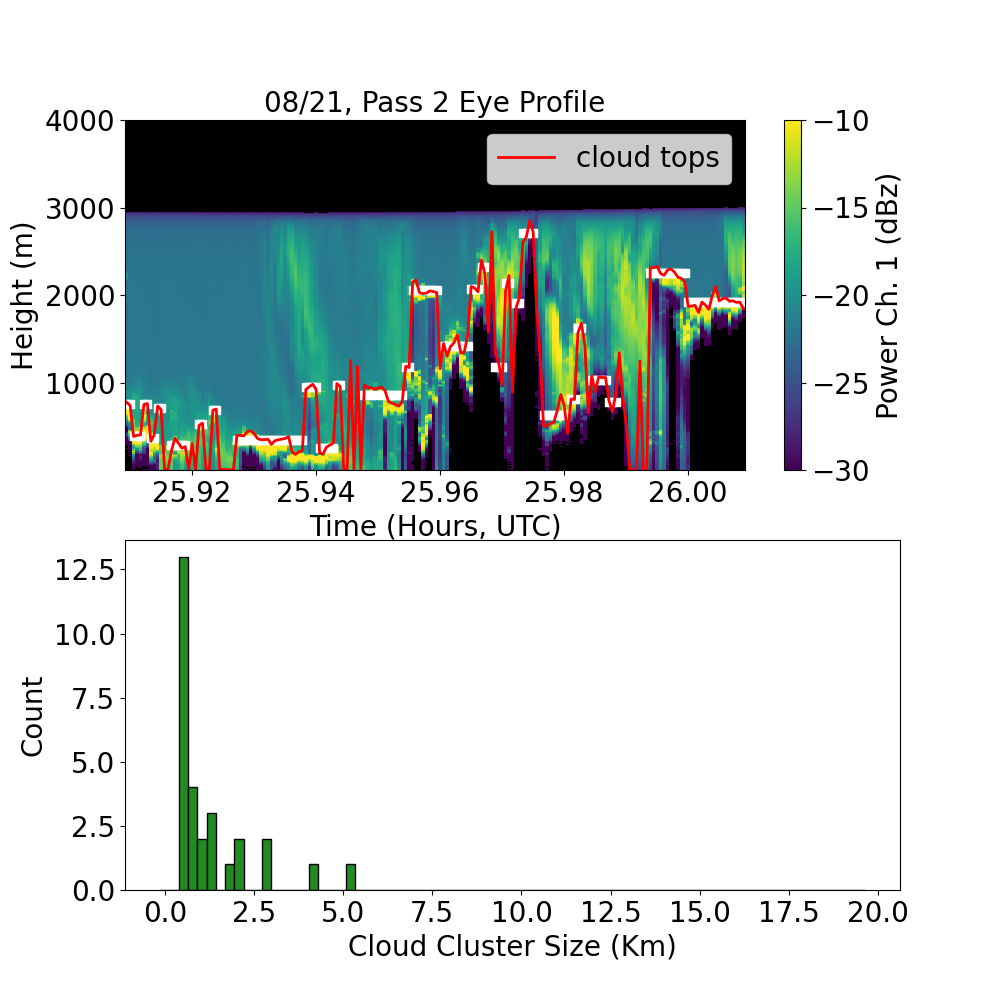 08/21, Pass 2 Eye Profile
4000
3000
2000
1000
Height (m)
cloud tops
25.92 25.94 25.96 25.98 26.00
Time (Hours, UTC)
−10
−15
−20
−25
−30
Power Ch. 1 (dBz)
12.5
10.0
7.5
5.0
2.5
0.0
Count
0.0 2.5 5.0 7.5 10.0 12.5 15.0 17.5 20.0
Cloud Cluster Size (Km)